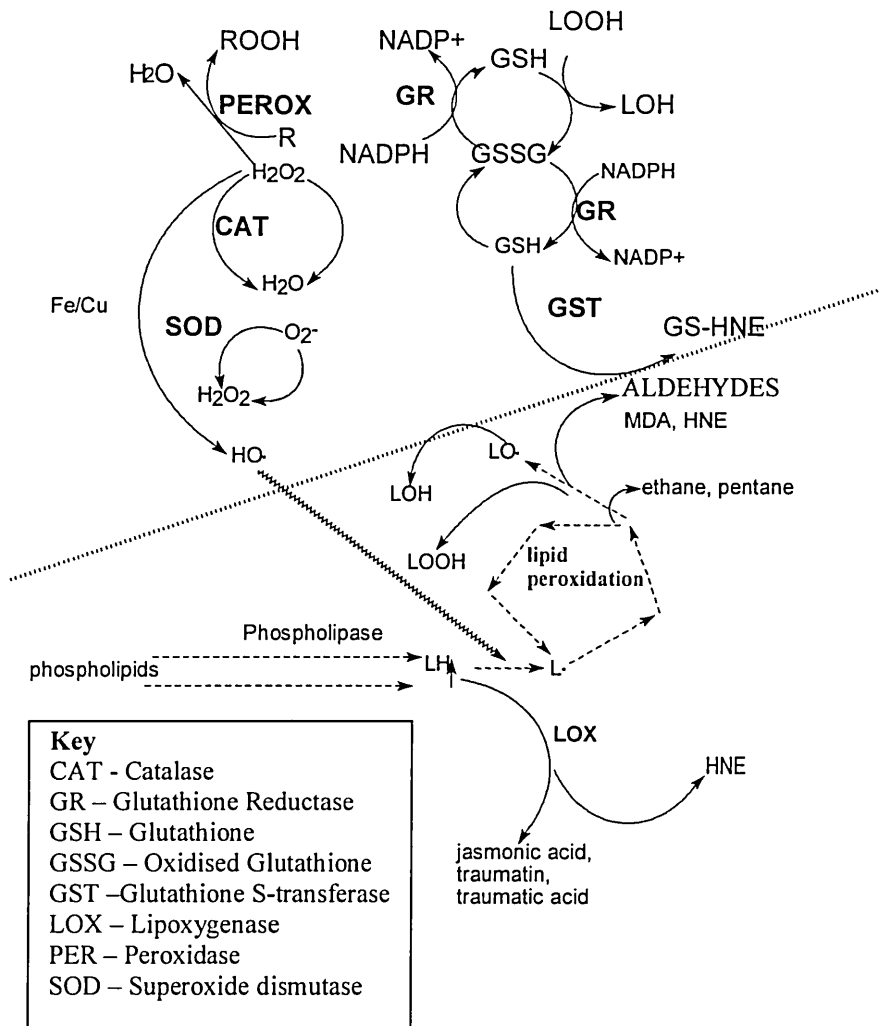 ROOH
H2O
PEROX
R
H2O2
CAT
H2O
Fe/Cu
SOD
O2-
H2O2
HO·
NADP+
GSH
LOOH
GR
LOH
NADPH
GSSG
NADPH
GR
GSH
NADP+
GST
GS-HNE
ALDEHYDES
MDA, HNE
LO·
LOH
ethane, pentane
LOOH
lipid
peroxidation
Phospholipase
phospholipids
LH
L·
LOX
HNE
jasmonic acid,
traumatin,
traumatic acid
Key
CAT - Catalase
GR – Glutathione Reductase
GSH – Glutathione
GSSG – Oxidised Glutathione
GST –Glutathione S-transferase
LOX – Lipoxygenase
PER – Peroxidase
SOD – Superoxide dismutase